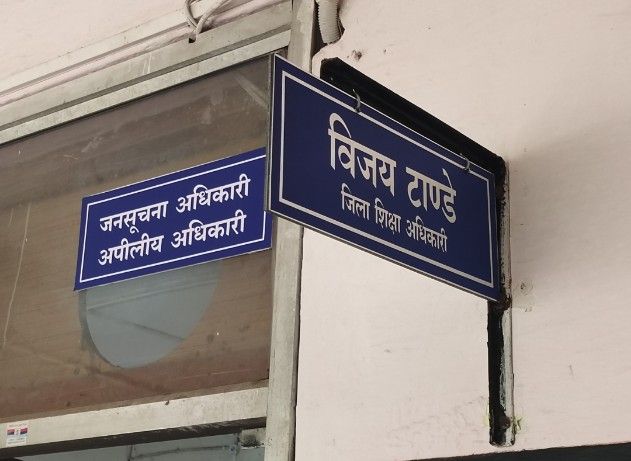 जनसूचना अधिकारी
अपीलीय अधिकारी
विजय टाण्डे
जिला शिक्षा अधिकारी